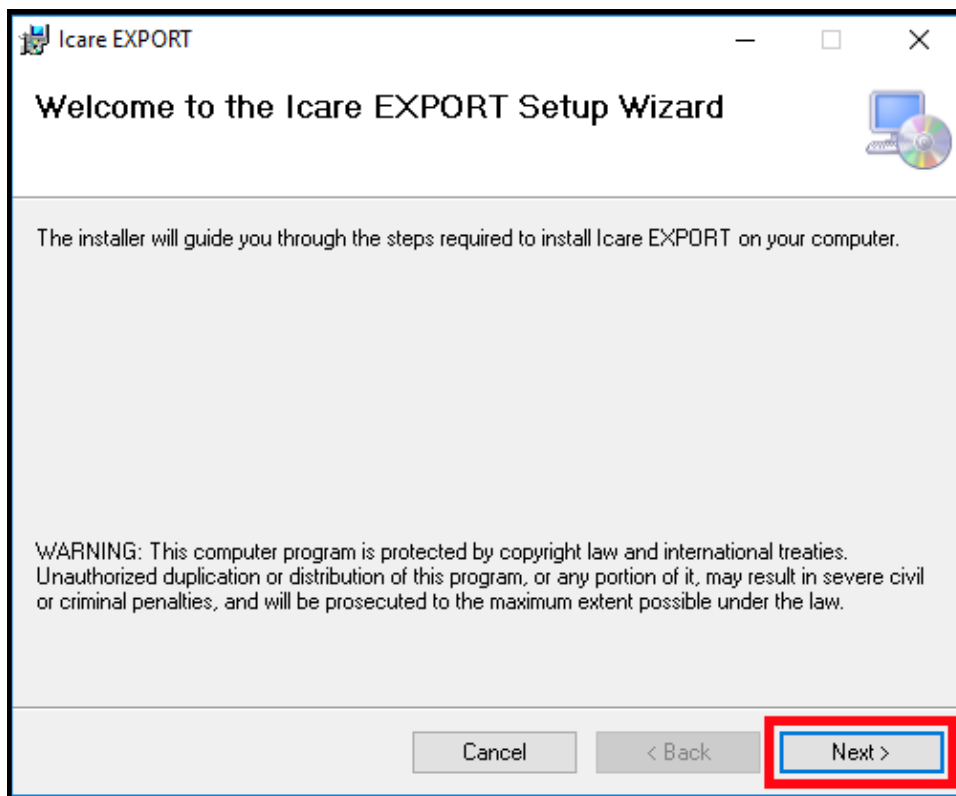 Icare EXPORT
Welcome to the Icare EXPORT Setup Wizard
The installer will guide you through the steps required to install Icare EXPORT on your computer.
WARNING: This computer program is protected by copyright law and international treaties.
Unauthorized duplication or distribution of this program, or any portion of it, may result in severe civil
or criminal penalties, and will be prosecuted to the maximum extent possible under the law.
Cancel
< Back
Next >